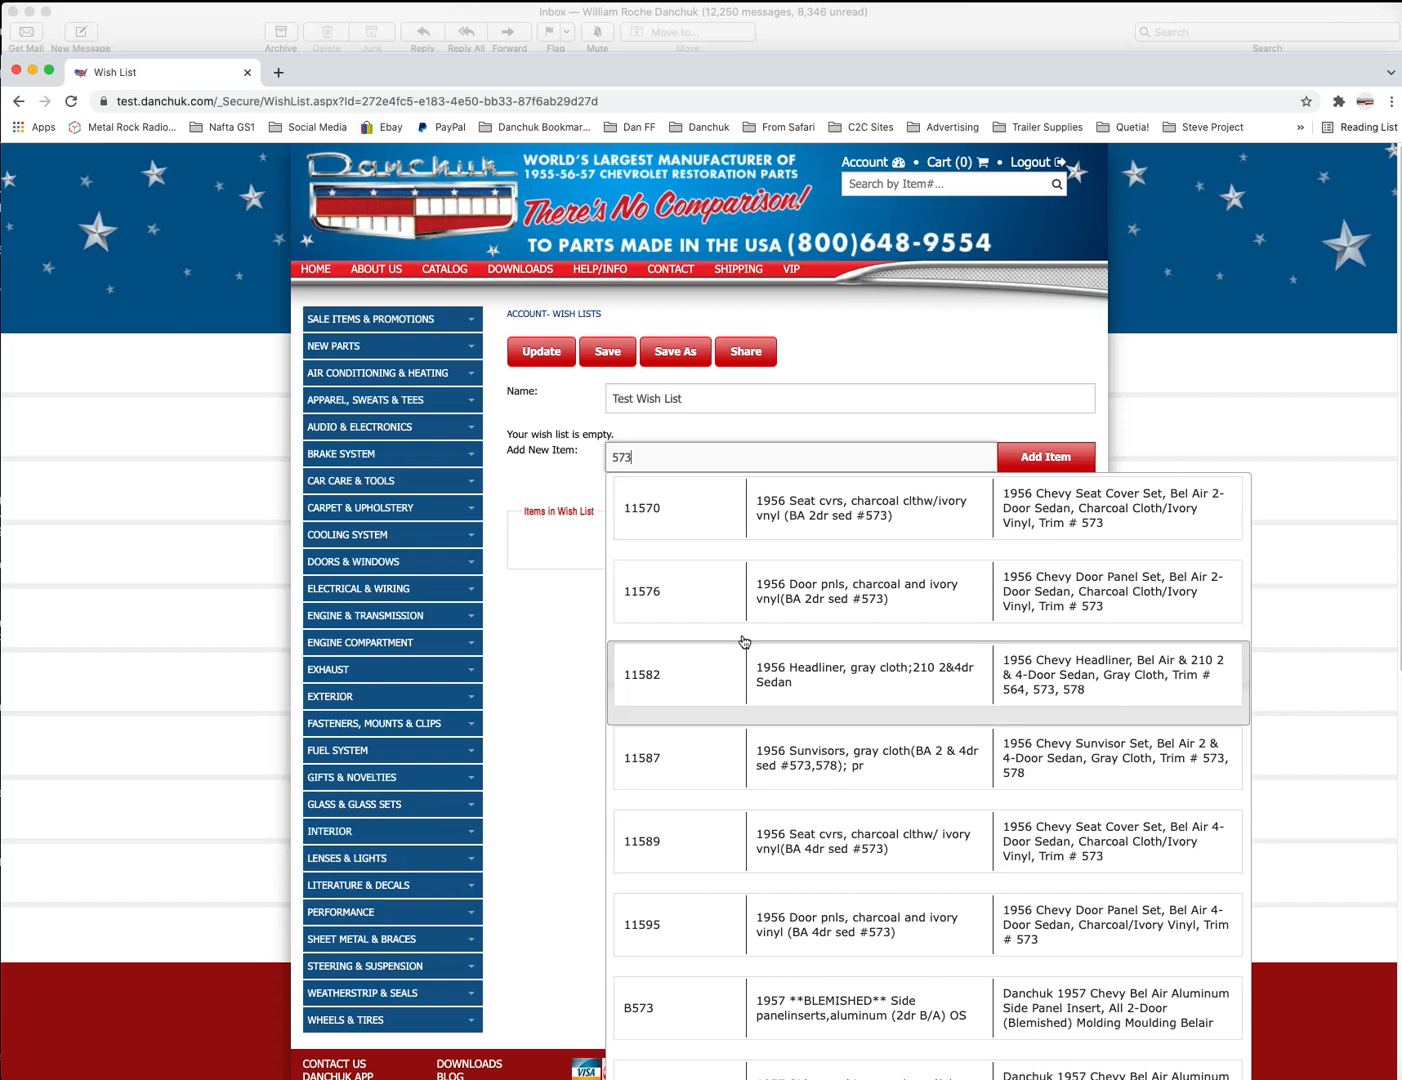 Inbox — William Roche Danchuk (12,250 messages, 8,346 unread)
Get Mail New Message Archive Delete Junk Reply Reply All Forward Flag Mute Move to... Move Search Search
Wish List
test.danchuk.com/_Secure/WishList.aspx?Id=272e4fc5-e183-4e50-bb33-87f6ab29d27d
Apps Metal Rock Radio... Nafta GS1 Social Media Ebay PayPal Danchuk Bookmar... Dan FF Danchuk From Safari C2C Sites Advertising Trailer Supplies Quetia! Steve Project » Reading List
Danchuk
WORLD'S LARGEST MANUFACTURER OF
1955-56-57 CHEVROLET RESTORATION PARTS
There's No Comparison!
TO PARTS MADE IN THE USA (800)648-9554
Account • Cart (0) • Logout
Search by Item#...
HOME ABOUT US CATALOG DOWNLOADS HELP/INFO CONTACT SHIPPING VIP
SALE ITEMS & PROMOTIONS
NEW PARTS
AIR CONDITIONING & HEATING
APPAREL, SWEATS & TEES
AUDIO & ELECTRONICS
BRAKE SYSTEM
CAR CARE & TOOLS
CARPET & UPHOLSTERY
COOLING SYSTEM
DOORS & WINDOWS
ELECTRICAL & WIRING
ENGINE & TRANSMISSION
ENGINE COMPARTMENT
EXHAUST
EXTERIOR
FASTENERS, MOUNTS & CLIPS
FUEL SYSTEM
GIFTS & NOVELTIES
GLASS & GLASS SETS
INTERIOR
LENSES & LIGHTS
LITERATURE & DECALS
PERFORMANCE
SHEET METAL & BRACES
STEERING & SUSPENSION
WEATHERSTRIP & SEALS
WHEELS & TIRES
ACCOUNT- WISH LISTS
Update Save Save As Share
Name: Test Wish List
Your wish list is empty.
Add New Item: 573 Add Item
Items in Wish List
11570
1956 Seat cvrs, charcoal clthw/ivory
vnyl (BA 2dr sed #573)
1956 Chevy Seat Cover Set, Bel Air 2-
Door Sedan, Charcoal Cloth/Ivory
Vinyl, Trim # 573
11576
1956 Door pnls, charcoal and ivory
vnyl(BA 2dr sed #573)
1956 Chevy Door Panel Set, Bel Air 2-
Door Sedan, Charcoal Cloth/Ivory
Vinyl, Trim # 573
11582
1956 Headliner, gray cloth;210 2&4dr
Sedan
1956 Chevy Headliner, Bel Air & 210 2
& 4-Door Sedan, Gray Cloth, Trim #
564, 573, 578
11587
1956 Sunvisors, gray cloth(BA 2 & 4dr
sed #573,578); pr
1956 Chevy Sunvisor Set, Bel Air 2 &
4-Door Sedan, Gray Cloth, Trim # 573,
578
11589
1956 Seat cvrs, charcoal clthw/ ivory
vnyl(BA 4dr sed #573)
1956 Chevy Seat Cover Set, Bel Air 4-
Door Sedan, Charcoal Cloth/Ivory
Vinyl, Trim # 573
11595
1956 Door pnls, charcoal and ivory
vinyl (BA 4dr sed #573)
1956 Chevy Door Panel Set, Bel Air 4-
Door Sedan, Charcoal/Ivory Vinyl, Trim
# 573
B573
1957 **BLEMISHED** Side
panelinserts,aluminum (2dr B/A) OS
Danchuk 1957 Chevy Bel Air Aluminum
Side Panel Insert, All 2-Door
(Blemished) Molding Moulding Belair
Danchuk 1957 Chevy Bel Air Aluminum
CONTACT US
DANCHUK APP
DOWNLOADS
BLOG
VISA